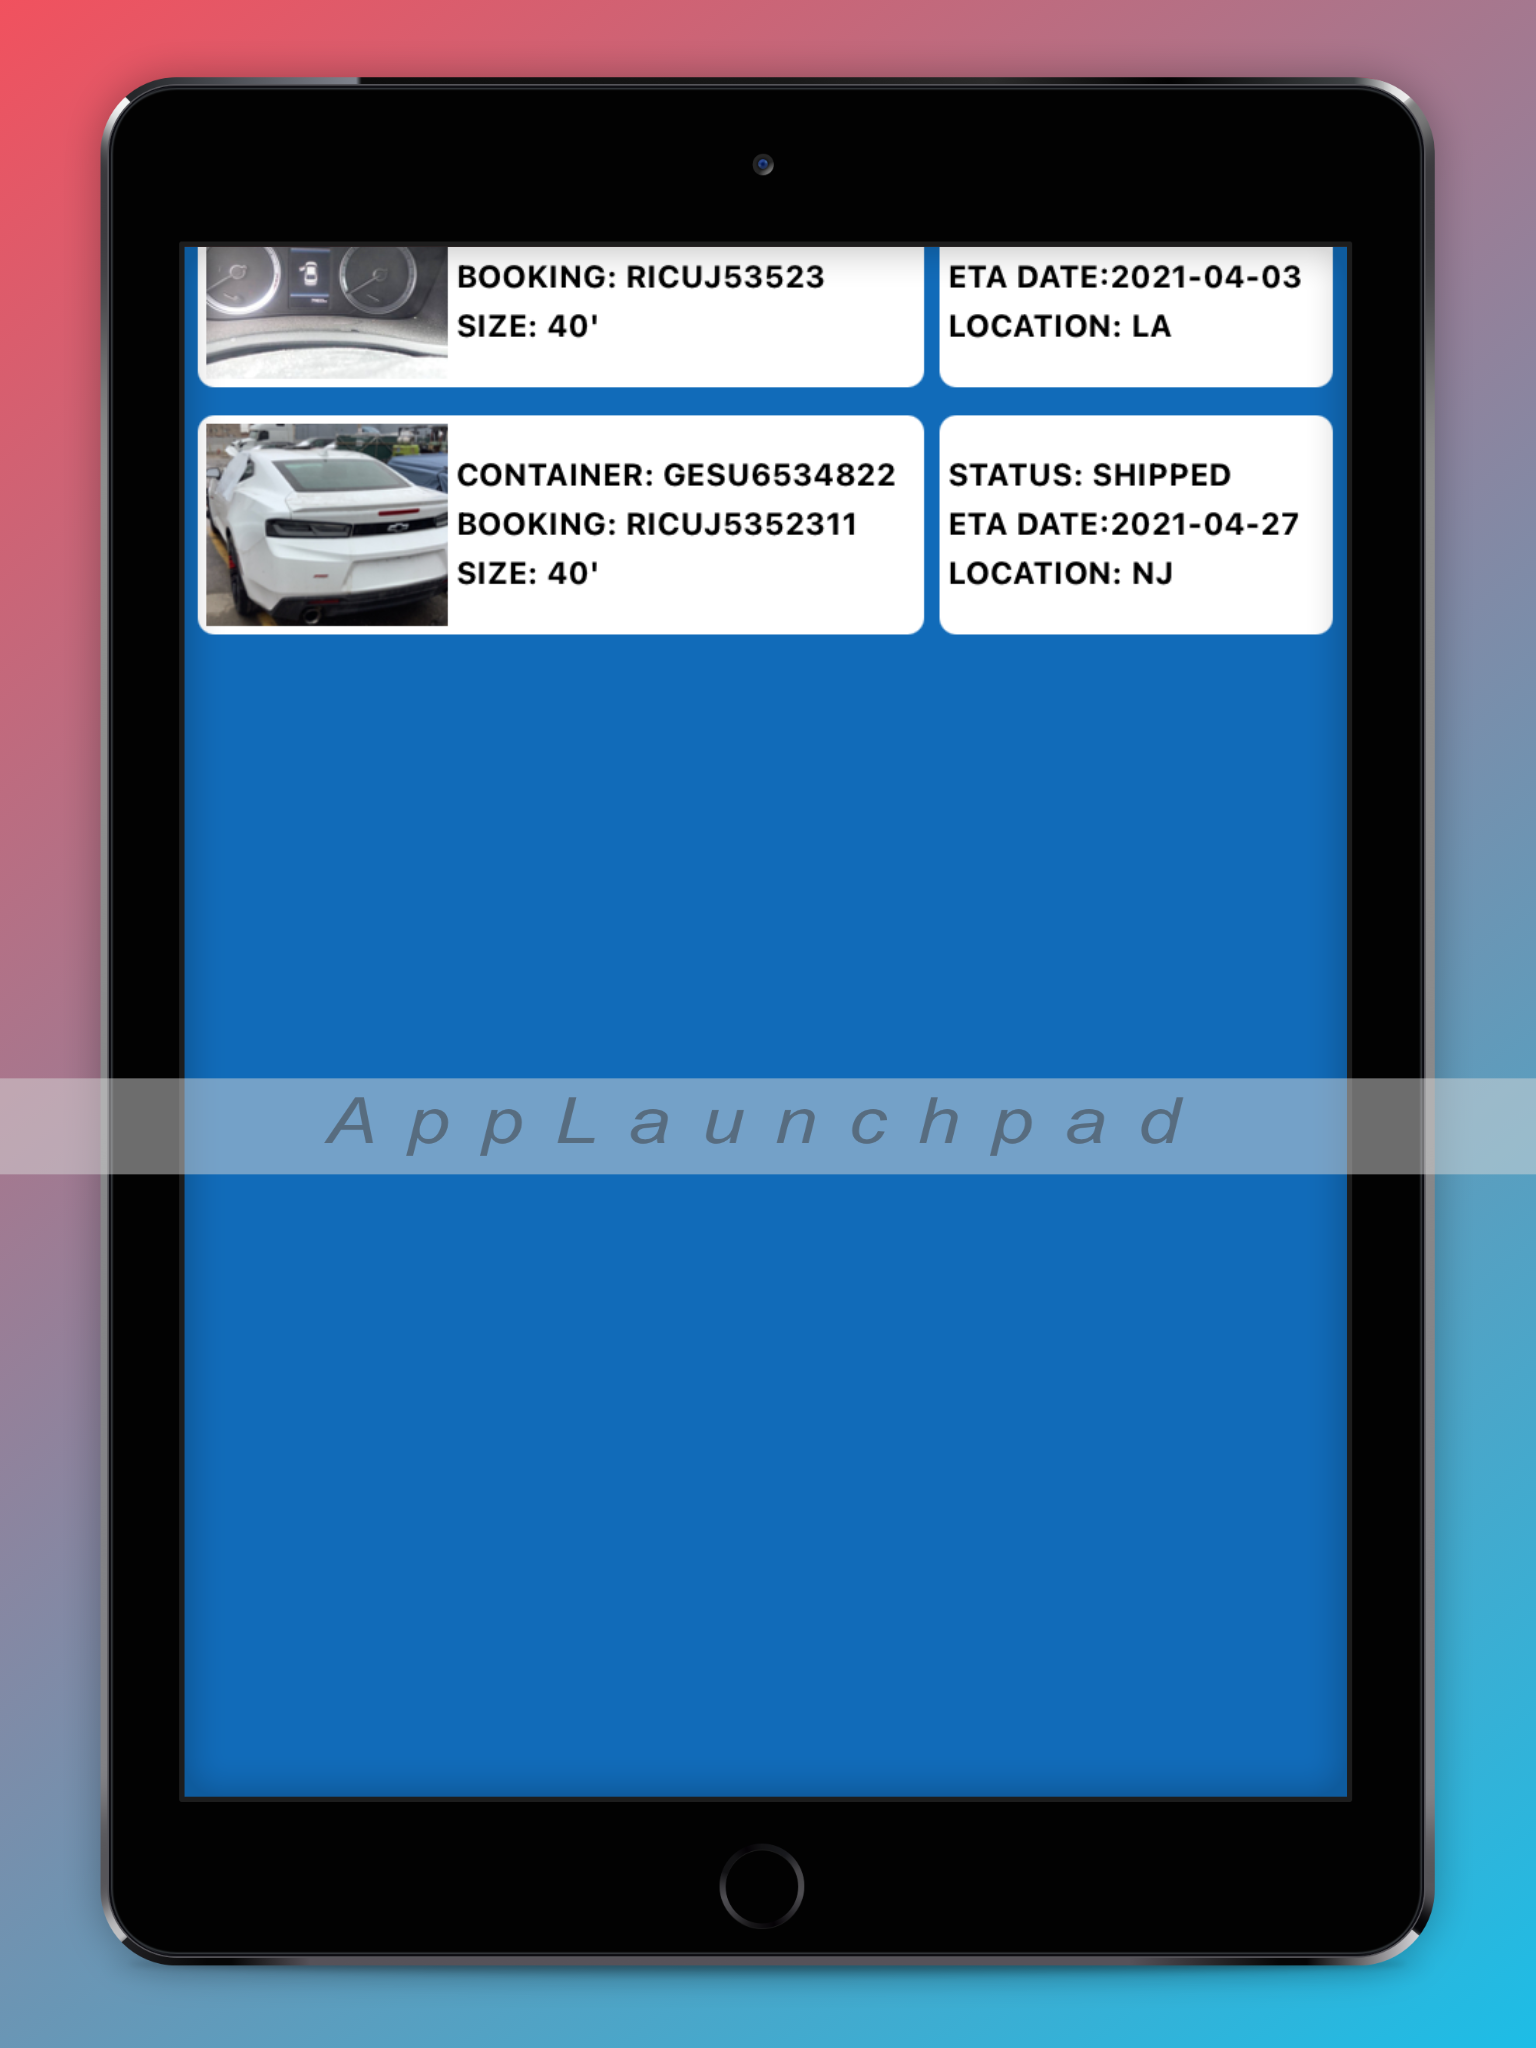 BOOKING: RICUJ53523
SIZE: 40'
ETA DATE:2021-04-03
LOCATION: LA
CONTAINER: GESU6534822
BOOKING: RICUJ5352311
SIZE: 40'
STATUS: SHIPPED
ETA DATE:2021-04-27
LOCATION: NJ
AppLaunchpad